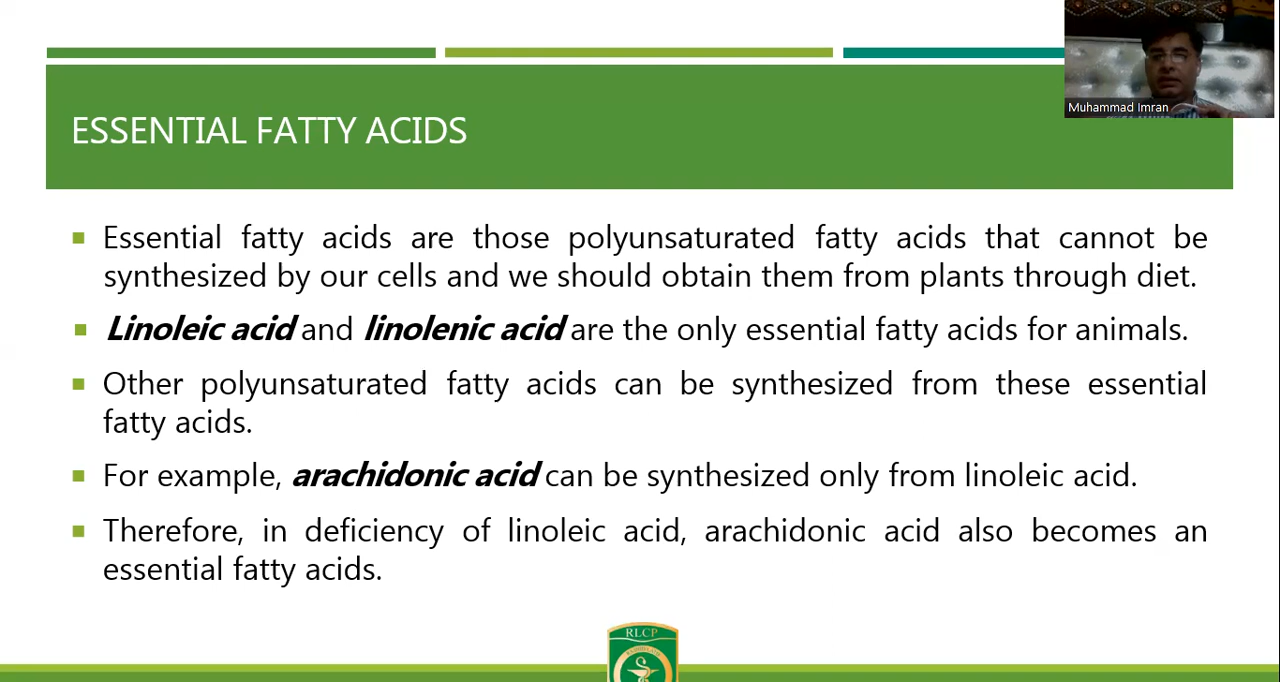 Muhammad Imran
ESSENTIAL FATTY ACIDS
Essential fatty acids are those polyunsaturated fatty acids that cannot be
synthesized by our cells and we should obtain them from plants through diet.
Linoleic acid and linolenic acid are the only essential fatty acids for animals.
Other polyunsaturated fatty acids can be synthesized from these essential
fatty acids.
For example, arachidonic acid can be synthesized only from linoleic acid.
Therefore, in deficiency of linoleic acid, arachidonic acid also becomes an
essential fatty acids.
RLCP